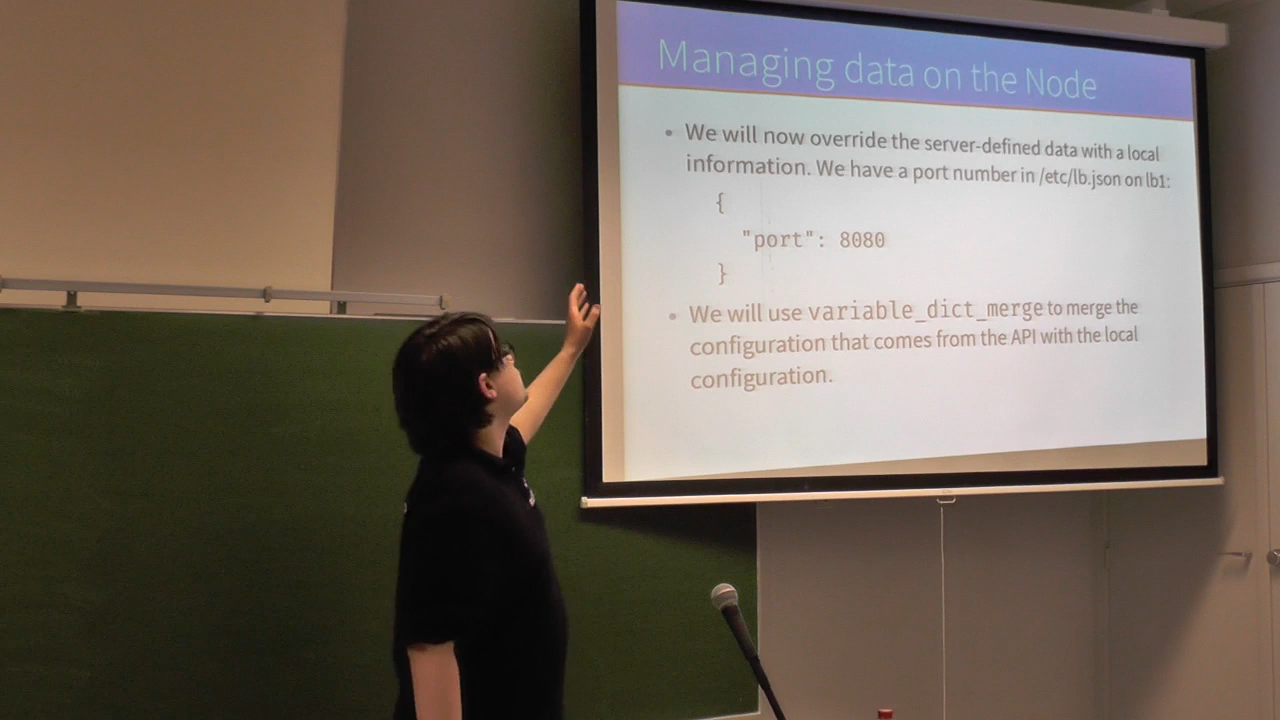 Managing data on the Node
• We will now override the server-defined data with a local
information. We have a port number in /etc/lb.json on lb1:
{
"port": 8080
}
• We will use variable_dict_merge to merge the
configuration that comes from the API with the local
configuration.